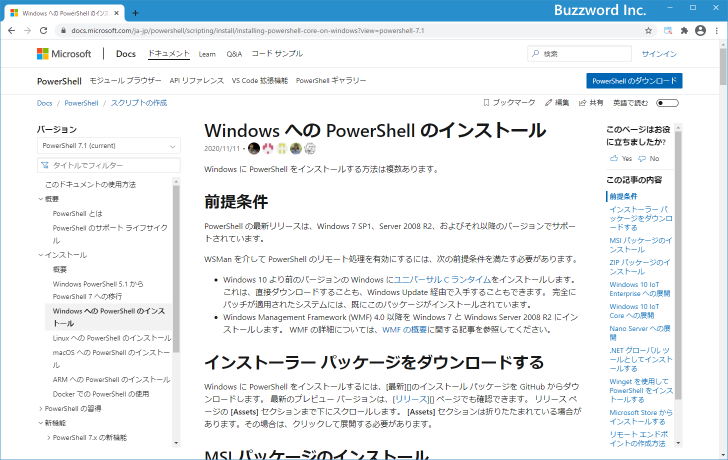 Buzzword Inc.
Windows への PowerShell のインス
docs.microsoft.com/ja-jp/powershell/scripting/install/installing-powershell-core-on-windows?view=powershell-7.1
Microsoft
Docs ドキュメント Learn Q&A コード サンプル
検索
サインイン
PowerShell モジュール ブラウザー API リファレンス VS Code 拡張機能 PowerShell ギャラリー
PowerShell のダウンロード
Docs / PowerShell / スクリプトの作成
ブックマーク 編集 共有 英語で読む
バージョン
PowerShell 7.1 (current)
タイトルでフィルター
このドキュメントの使用方法
概要
PowerShell とは
PowerShell のサポート ライフサイク
ル
インストール
概要
Windows PowerShell 5.1 から
PowerShell 7 への移行
Windows への PowerShell のインス
トール
Linux への PowerShell のインストール
macOS への PowerShell のインストー
ル
ARM への PowerShell のインストール
Docker での PowerShell の使用
PowerShell の習得
新機能
PowerShell 7.x の新機能
Windows への PowerShell のインストール
2020/11/11 •
Windows に PowerShell をインストールする方法は複数あります。
前提条件
PowerShell の最新リリースは、Windows 7 SP1、Server 2008 R2、およびそれ以降のバージョンでサポー
トされています。
WSMan を介して PowerShell のリモート処理を有効にするには、次の前提条件を満たす必要があります。
• Windows 10 より前のバージョンの Windows にユニバーサル C ランタイムをインストールします。
これは、直接ダウンロードすることも、Windows Update 経由で入手することもできます。 完全に
パッチが適用されたシステムには、既にこのパッケージがインストールされています。
• Windows Management Framework (WMF) 4.0 以降を Windows 7 と Windows Server 2008 R2 にイン
ストールします。 WMF の詳細については、WMF の概要に関する記事を参照してください。
インストーラー パッケージをダウンロードする
Windows に PowerShell をインストールするには、[最新][]のインストール パッケージを GitHub からダウ
ンロードします。 最新のプレビュー バージョンは、[リリース][] ページでも確認できます。 リリース ペ
ージの [Assets] セクションまで下にスクロールします。 [Assets] セクションは折りたたまれている場合が
あります。その場合は、クリックして展開する必要があります。
MSI パッケージのインストール
このページはお役
に立ちましたか?
Yes No
この記事の内容
前提条件
インストーラー パ
ッケージをダウンロ
ードする
MSI パッケージのイ
ンストール
ZIP パッケージのイ
ンストール
Windows 10 IoT
Enterprise への展開
Windows 10 IoT
Core への展開
Nano Server への展
開
.NET グローバル ツ
ールとしてインスト
ールする
Winget を使用して
PowerShell をインス
トールする
Microsoft Store から
インストールする
リモート エンドポ
イントの作成方法